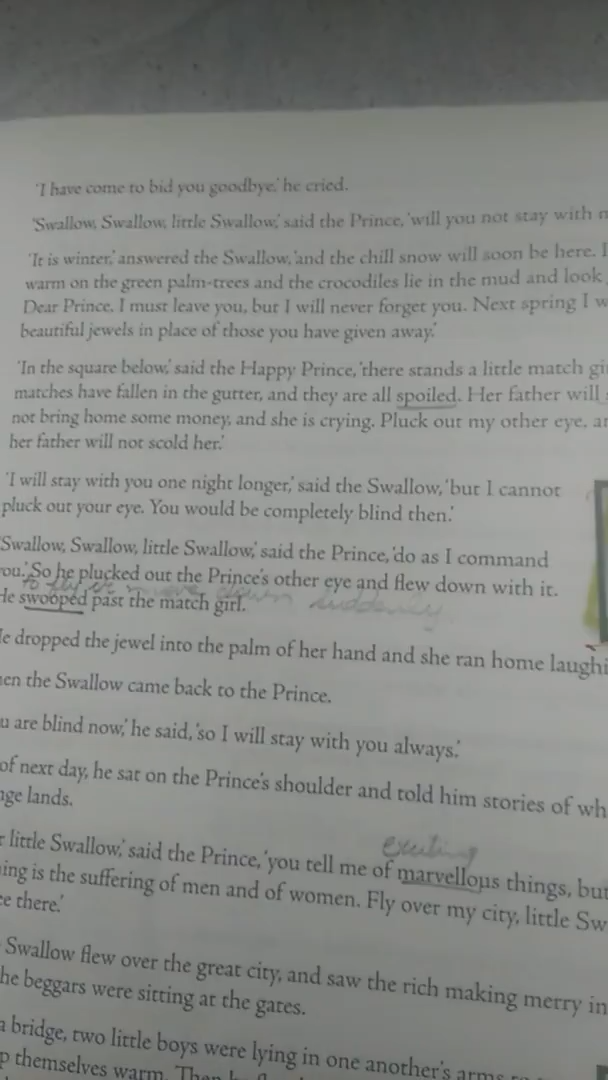 'I have come to bid you goodbye,' he cried.
'Swallow, Swallow, little Swallow,' said the Prince, 'will you not stay with
'It is winter,' answered the Swallow, 'and the chill snow will soon be here. I
warm on the green palm-trees and the crocodiles lie in the mud and look
Dear Prince, I must leave you, but I will never forget you. Next spring I w
beautiful jewels in place of those you have given away.'
'In the square below,' said the Happy Prince, 'there stands a little match gi
matches have fallen in the gutter, and they are all spoiled. Her father will
not bring home some money, and she is crying. Pluck out my other eye, a
her father will not scold her.'
'I will stay with you one night longer,' said the Swallow, 'but I cannot
pluck out your eye. You would be completely blind then.'
Swallow, Swallow, little Swallow,' said the Prince, 'do as I command
ou.' So he plucked out the Prince's other eye and flew down with it.
to fly or move down suddenly
He swooped past the match girl.
He dropped the jewel into the palm of her hand and she ran home laughi
en the Swallow came back to the Prince.
u are blind now,' he said, 'so I will stay with you always.'
of next day, he sat on the Prince's shoulder and told him stories of wh
nge lands.
exciting
r little Swallow,' said the Prince, 'you tell me of marvellous things, but
ing is the suffering of men and of women. Fly over my city, little Sw
e there.'
Swallow flew over the great city, and saw the rich making merry in
he beggars were sitting at the gates.
a bridge, two little boys were lying in one another's arms
p themselves warm.